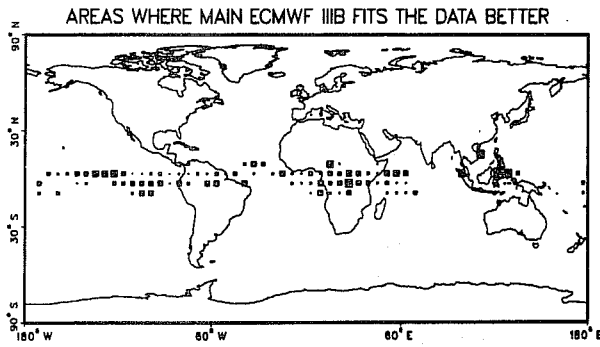 AREAS WHERE MAIN ECMWF IIIB FITS THE DATA BETTER
90° N
30° N
30° S
90° S
180° W
60° W
60° E
180° E